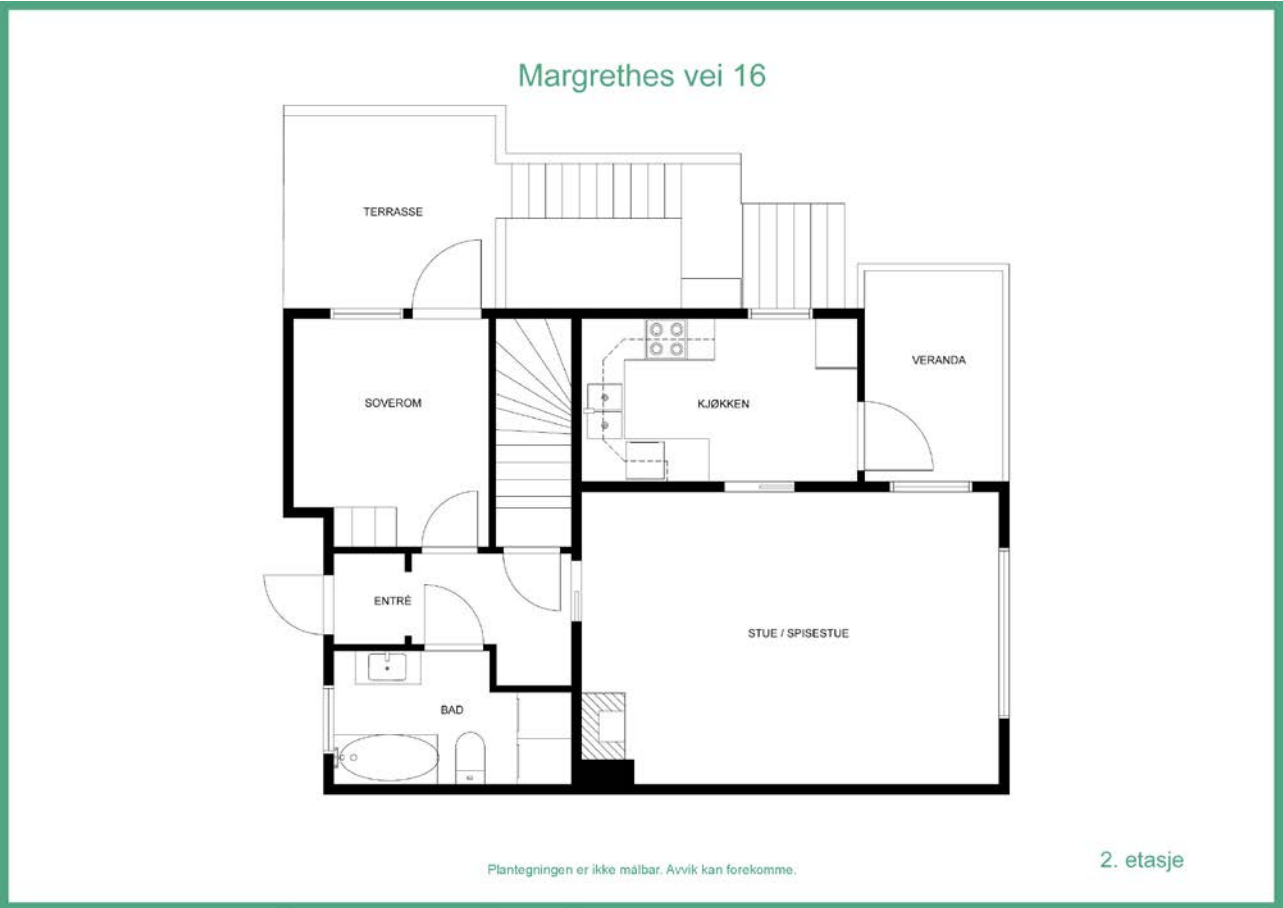 Margrethes vei 16
TERRASSE
VERANDA
SOVEROM
KJØKKEN
ENTRÈ
STUE / SPISESTUE
BAD
2. etasje
Plantegningen er ikke målbar. Avvik kan forekomme.